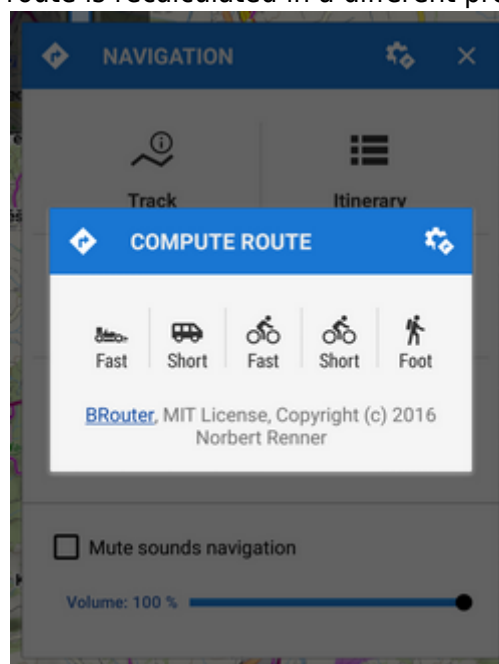 route is recalculated in a different pr
NAVIGATION
Track
Itinerary
COMPUTE ROUTE
Fast
Short
Fast
Short
Foot
BRouter, MIT License, Copyright (c) 2016
Norbert Renner
Mute sounds navigation
Volume: 100 %